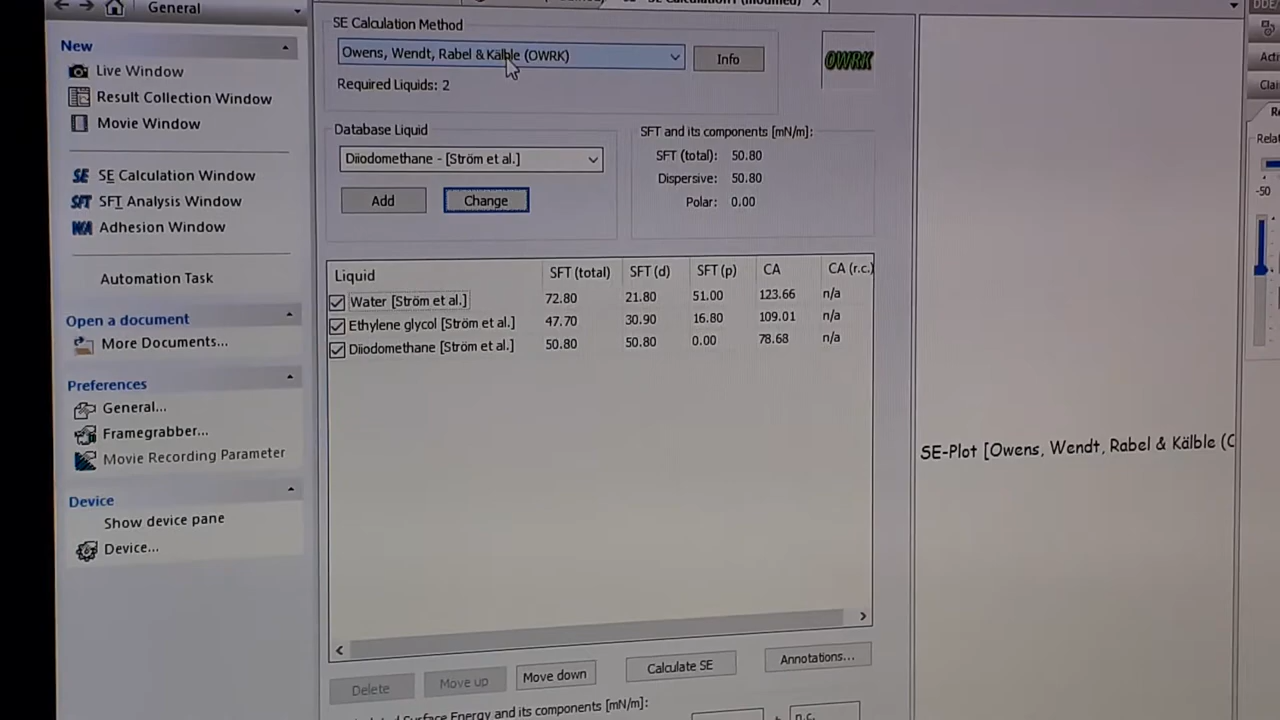 General
New
Live Window
Result Collection Window
Movie Window
SE SE Calculation Window
SFT SFT Analysis Window
WA Adhesion Window
Automation Task
Open a document
More Documents...
Preferences
General...
Framegrabber...
Movie Recording Parameter
Device
Show device pane
Device...
SE Calculation Method
Owens, Wendt, Rabel & Kälble (OWRK)
Info
OWRK
Required Liquids: 2
Database Liquid
Diiodomethane - [Ström et al.]
Add
Change
SFT and its components [mN/m]:
SFT (total): 50.80
Dispersive: 50.80
Polar: 0.00
Liquid SFT (total) SFT (d) SFT (p) CA CA (r.c.)
Water [Ström et al.] 72.80 21.80 51.00 123.66 n/a
Ethylene glycol [Ström et al.] 47.70 30.90 16.80 109.01 n/a
Diiodomethane [Ström et al.] 50.80 50.80 0.00 78.68 n/a
Delete
Move up
Move down
Calculate SE
Annotations...
Surface Energy and its components [mN/m]:
n.c.
SE-Plot [Owens, Wendt, Rabel & Kälble (
DDE/
Acti
Relat
-50